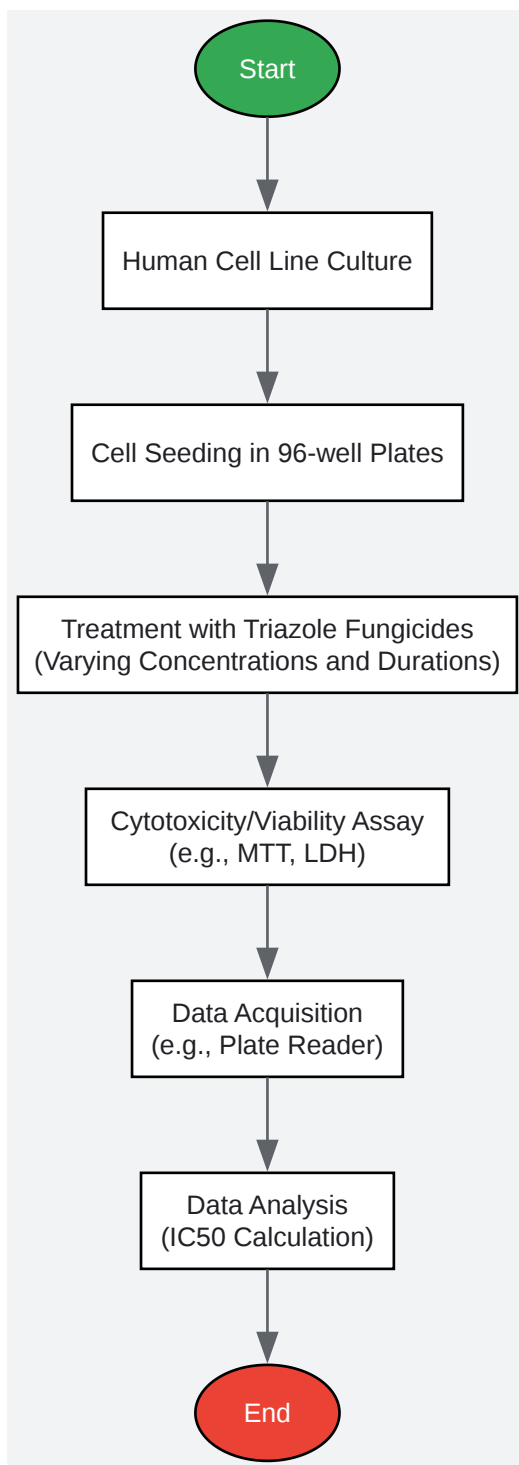 Start
Human Cell Line Culture
Cell Seeding in 96-well Plates
Treatment with Triazole Fungicides
(Varying Concentrations and Durations)
Cytotoxicity/Viability Assay
(e.g., MTT, LDH)
Data Acquisition
(e.g., Plate Reader)
Data Analysis
(IC50 Calculation)
End